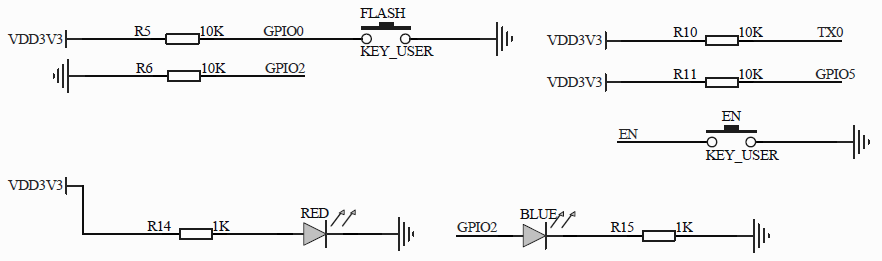 FLASH
VDD3V3 R5 10K GPIO0
KEY_USER
R6 10K GPIO2
VDD3V3 R10 10K TX0
VDD3V3 R11 10K GPIO5
EN
EN
KEY_USER
VDD3V3
R14 1K RED
GPIO2 BLUE R15 1K